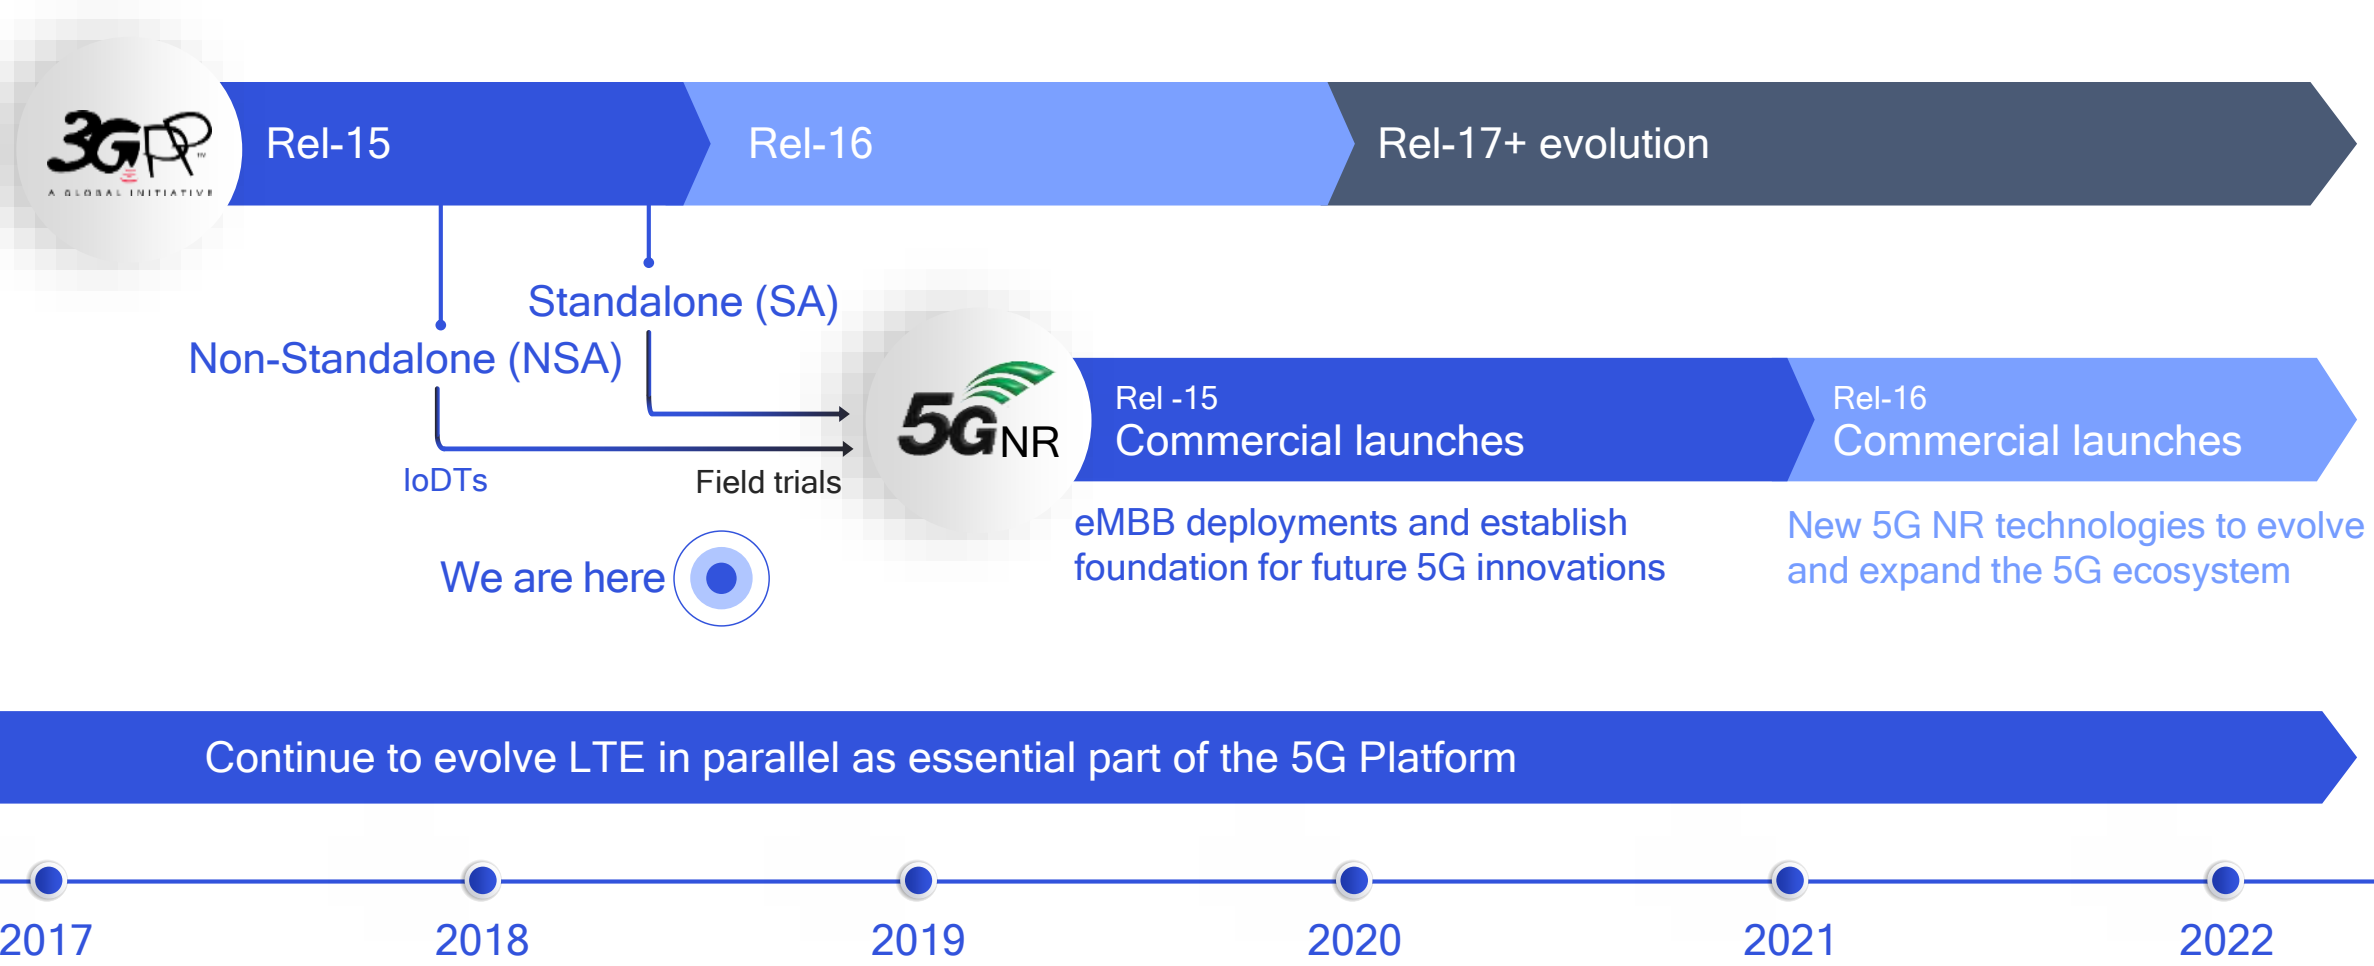 3GPP
TM
A GLOBAL INITIATIVE
Rel-15
Rel-16
Rel-17+ evolution
Standalone (SA)
Non-Standalone (NSA)
5G NR
Rel -15
Commercial launches
Rel-16
Commercial launches
IoDTs
Field trials
eMBB deployments and establish
foundation for future 5G innovations
New 5G NR technologies to evolve
and expand the 5G ecosystem
We are here
Continue to evolve LTE in parallel as essential part of the 5G Platform
2017
2018
2019
2020
2021
2022